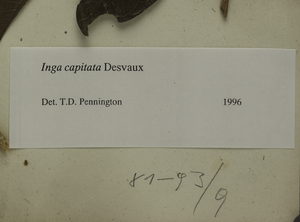 Inga capitata Desvaux
Det. T.D. Pennington 1996
81-93/9